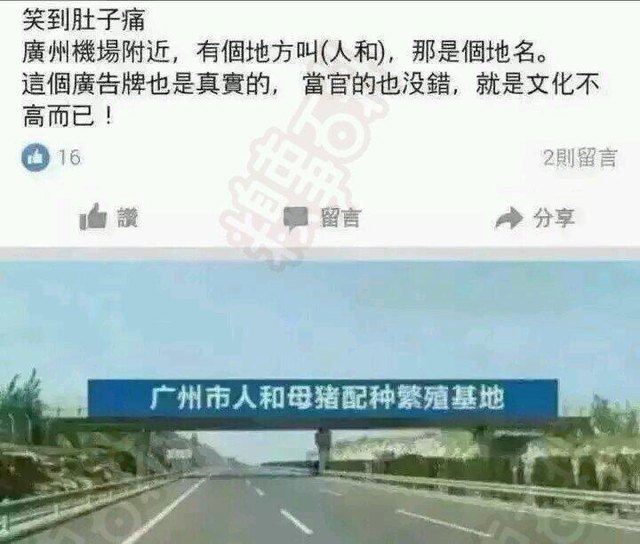 笑到肚子痛
廣州機場附近，有個地方叫(人和)，那是個地名。
這個廣告牌也是真實的， 當官的也没錯，就是文化不
高而已！
16
2則留言
讚
留言
分享
广州市人和母猪配种繁殖基地